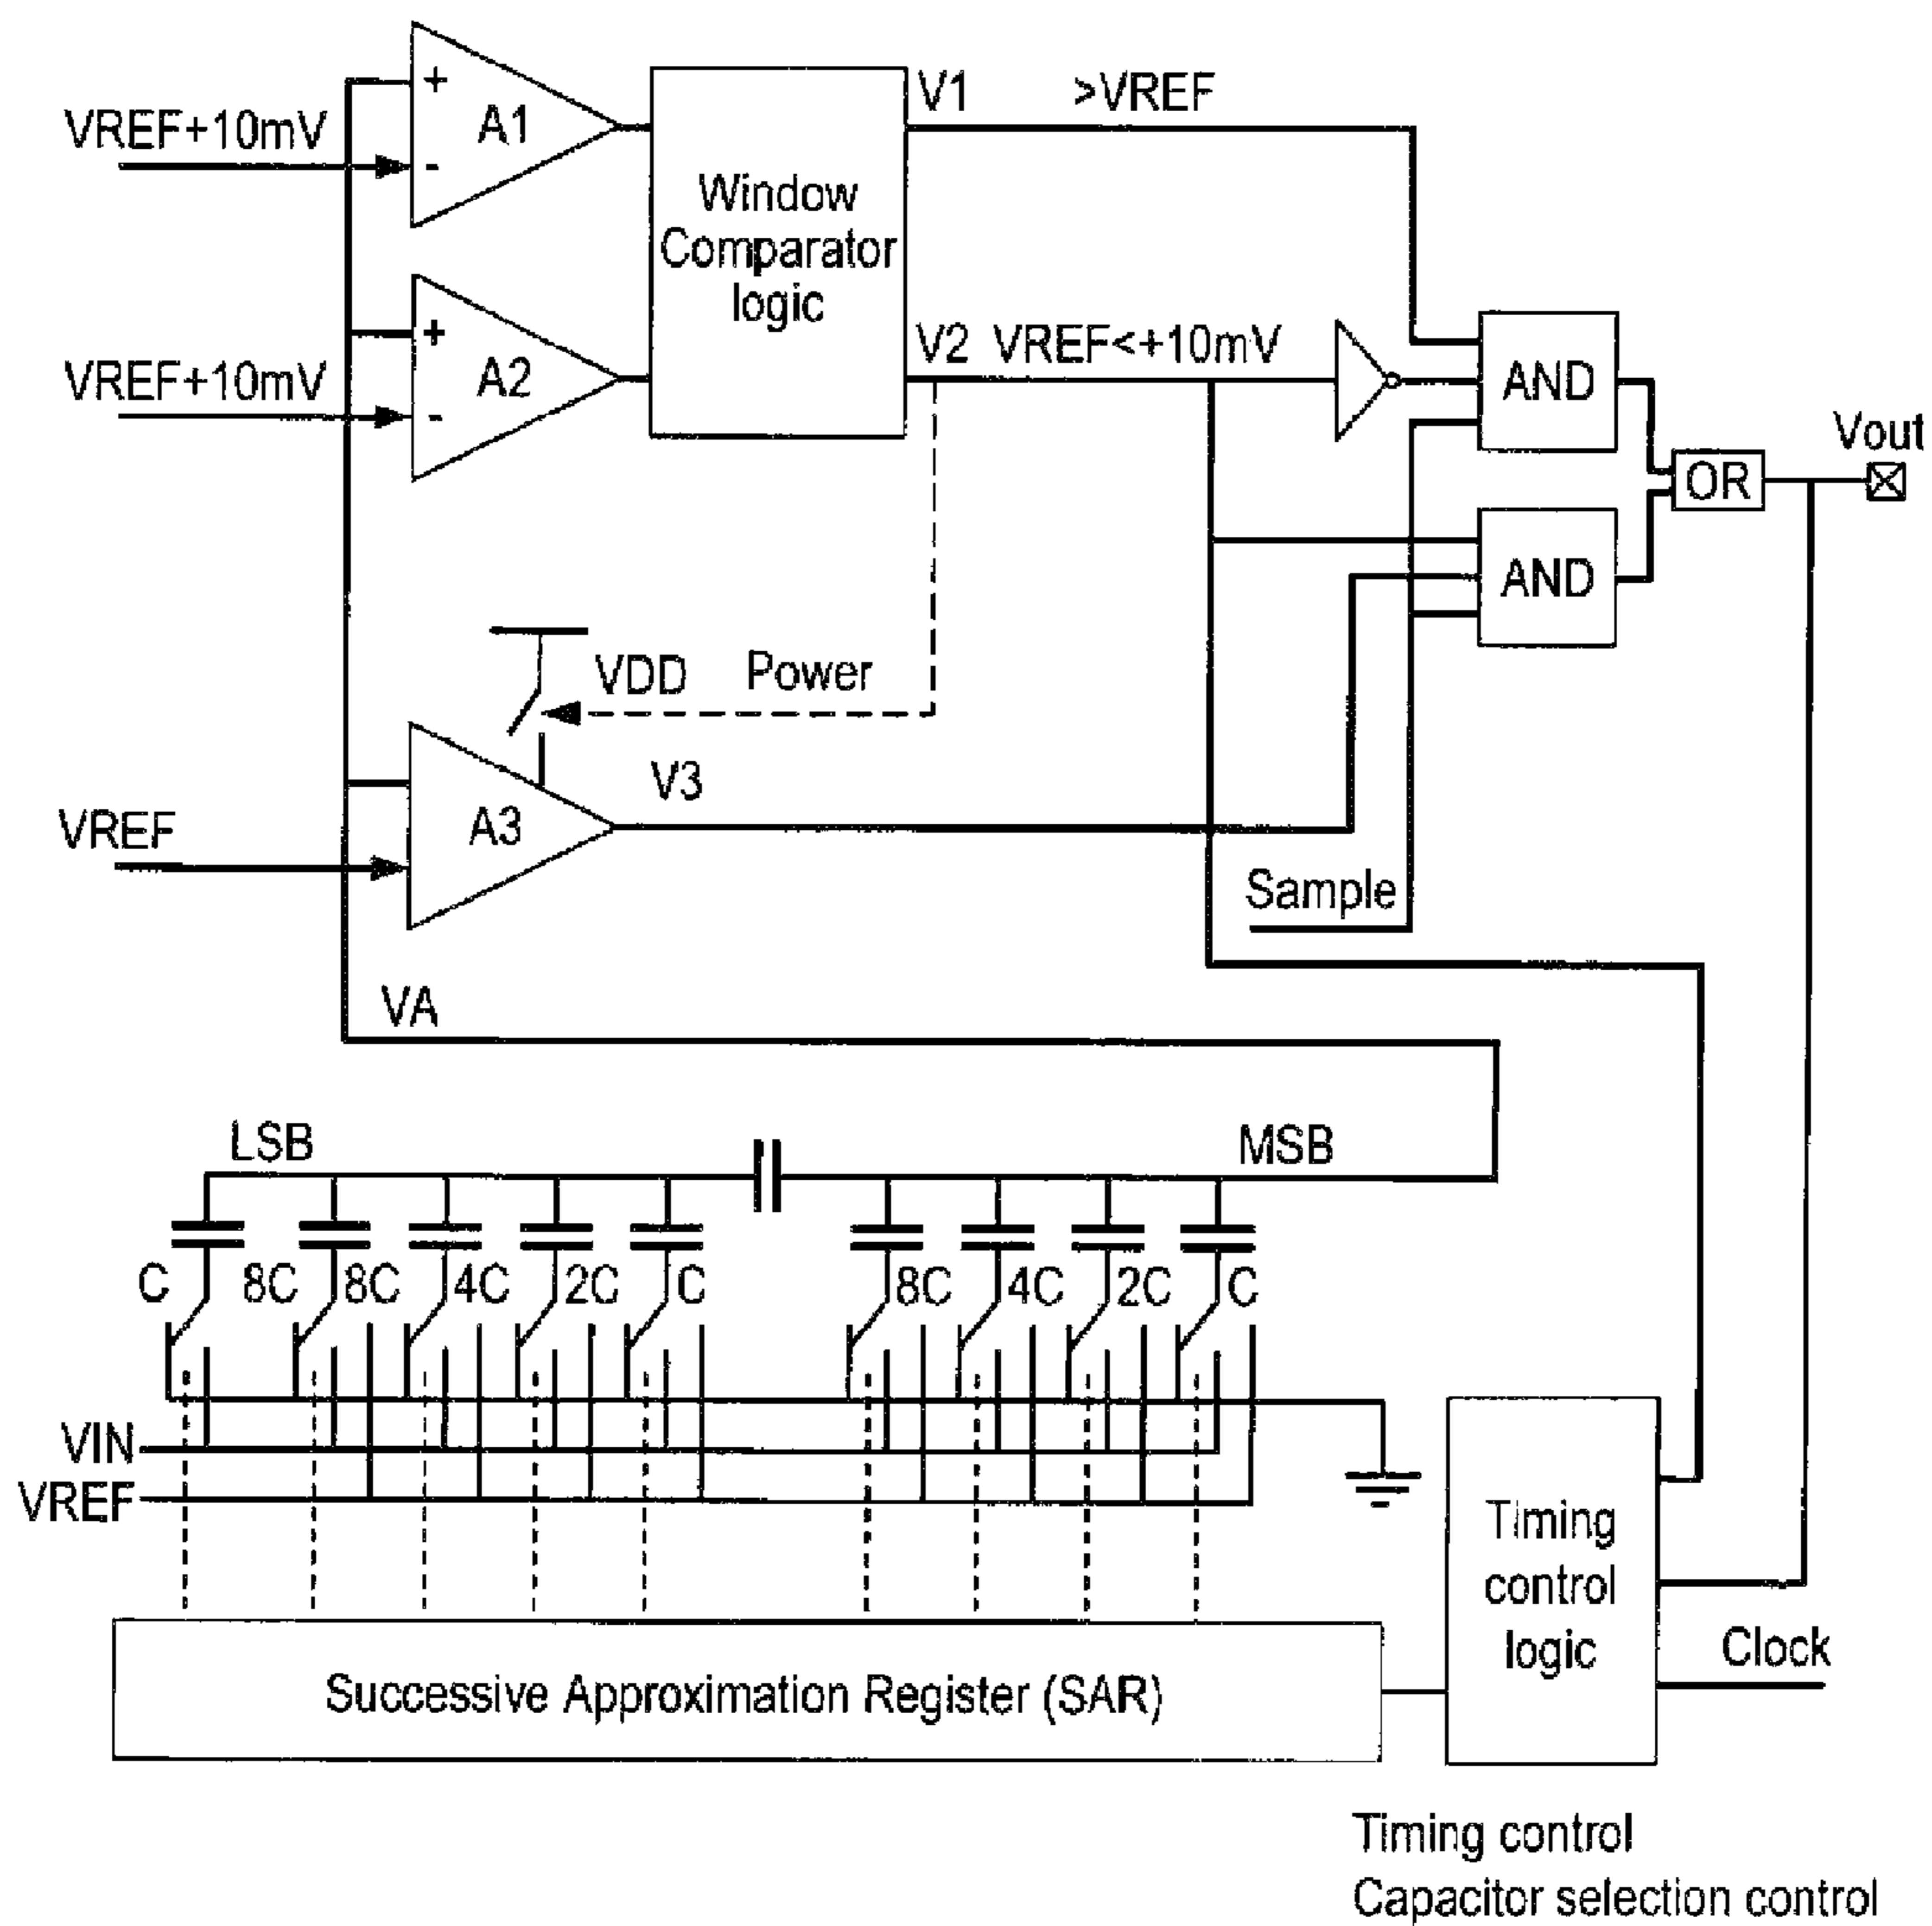 V1 >VREF
+
A1
VREF+10mV
-
Window
Comparator
logic
+
A2
V2 VREF<+10mV
VREF+10mV
-
AND
Vout
OR
AND
VDD Power
V3
A3
VREF
Sample
VA
LSB
MSB
C 8C 8C 4C 2C C 8C 4C 2C C
VIN
VREF
Timing
control
logic
Clock
Successive Approximation Register (SAR)
Timing control
Capacitor selection control